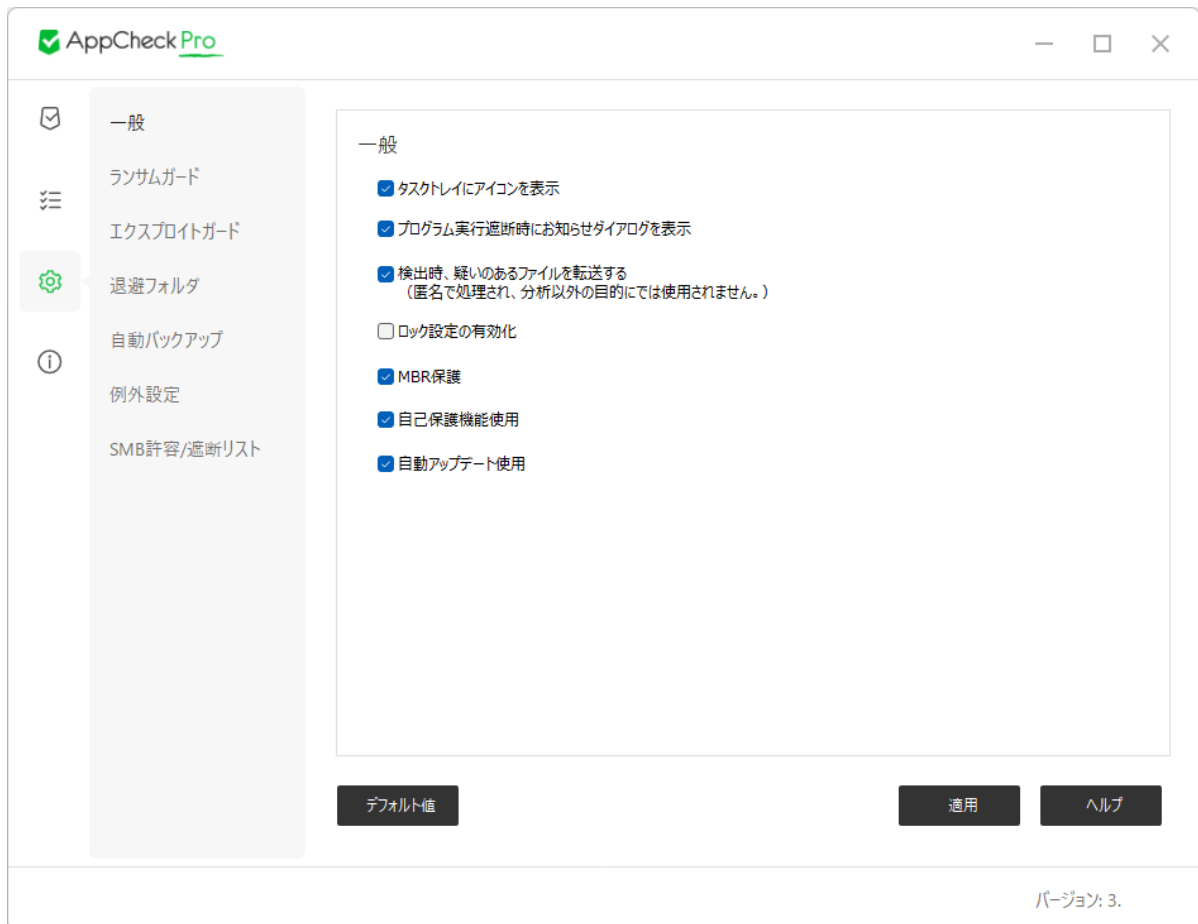 AppCheck Pro
一般
ランサムガード
エクスプロイトガード
退避フォルダ
自動バックアップ
例外設定
SMB許容/遮断リスト
一般
タスクトレイにアイコンを表示
プログラム実行遮断時にお知らせダイアログを表示
検出時、疑いのあるファイルを転送する
（匿名で処理され、分析以外の目的にでは使用されません。）
ロック設定の有効化
MBR保護
自己保護機能使用
自動アップデート使用
デフォルト値
適用
ヘルプ
バージョン: 3.